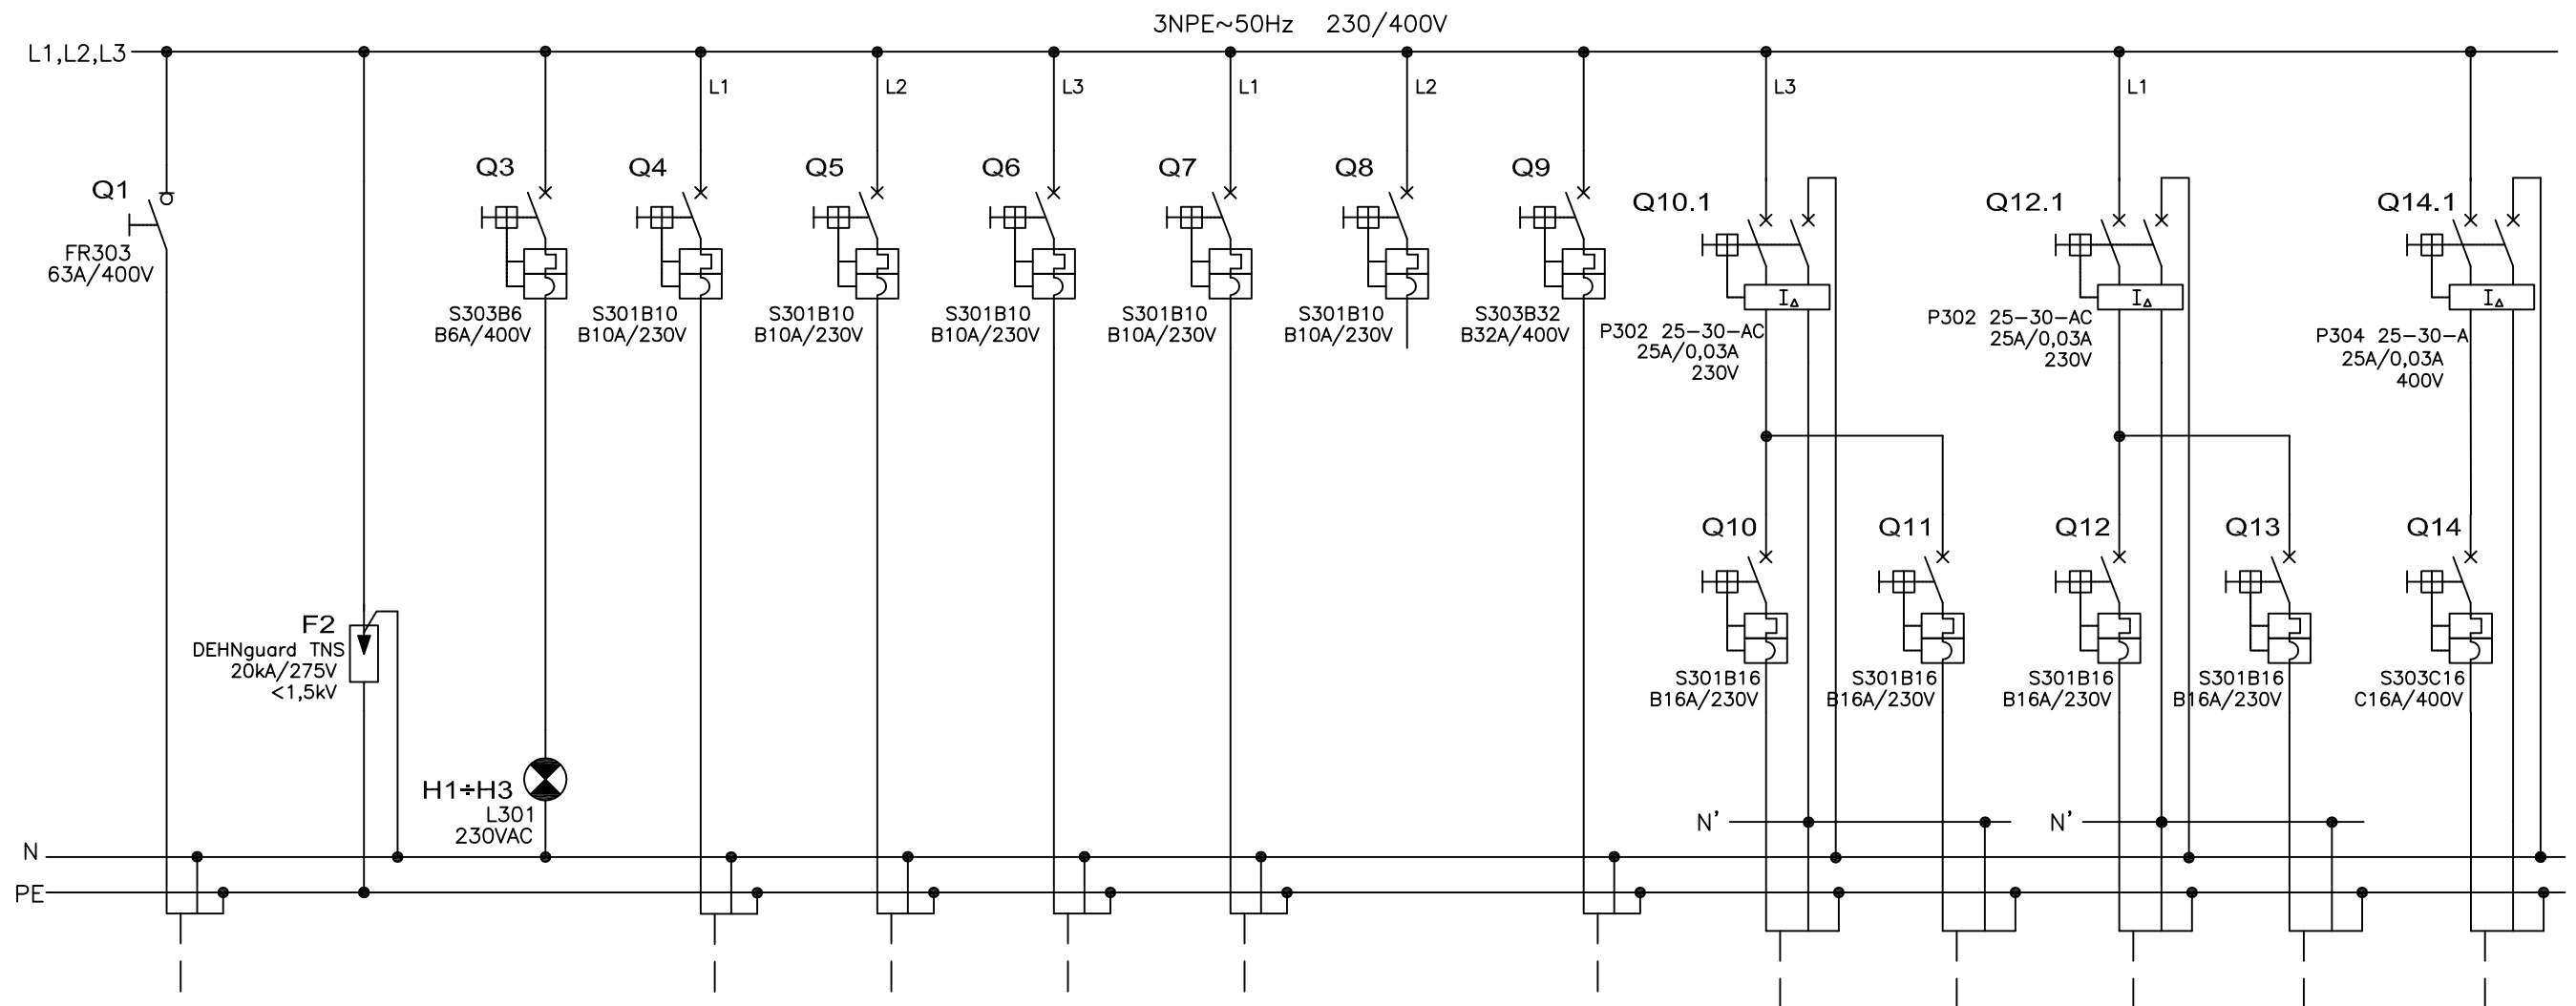 3NPE~50Hz 230/400V
L1,L2,L3
L1
L2
L3
L1
L2
L3
L1
Q1
FR303
63A/400V
Q3
S303B6
B6A/400V
Q4
S301B10
B10A/230V
Q5
S301B10
B10A/230V
Q6
S301B10
B10A/230V
Q7
S301B10
B10A/230V
Q8
S301B10
B10A/230V
Q9
S303B32
B32A/400V
Q10.1
I∆
P302 25-30-AC
25A/0,03A
230V
Q12.1
I∆
P302 25-30-AC
25A/0,03A
230V
Q14.1
I∆
P304 25-30-A
25A/0,03A
400V
Q10
S301B16
B16A/230V
Q11
S301B16
B16A/230V
Q12
S301B16
B16A/230V
Q13
S301B16
B16A/230V
Q14
S303C16
C16A/400V
F2
DEHNguard TNS
20kA/275V
<1,5kV
H1÷H3
L301
230VAC
N'
N'
N
PE